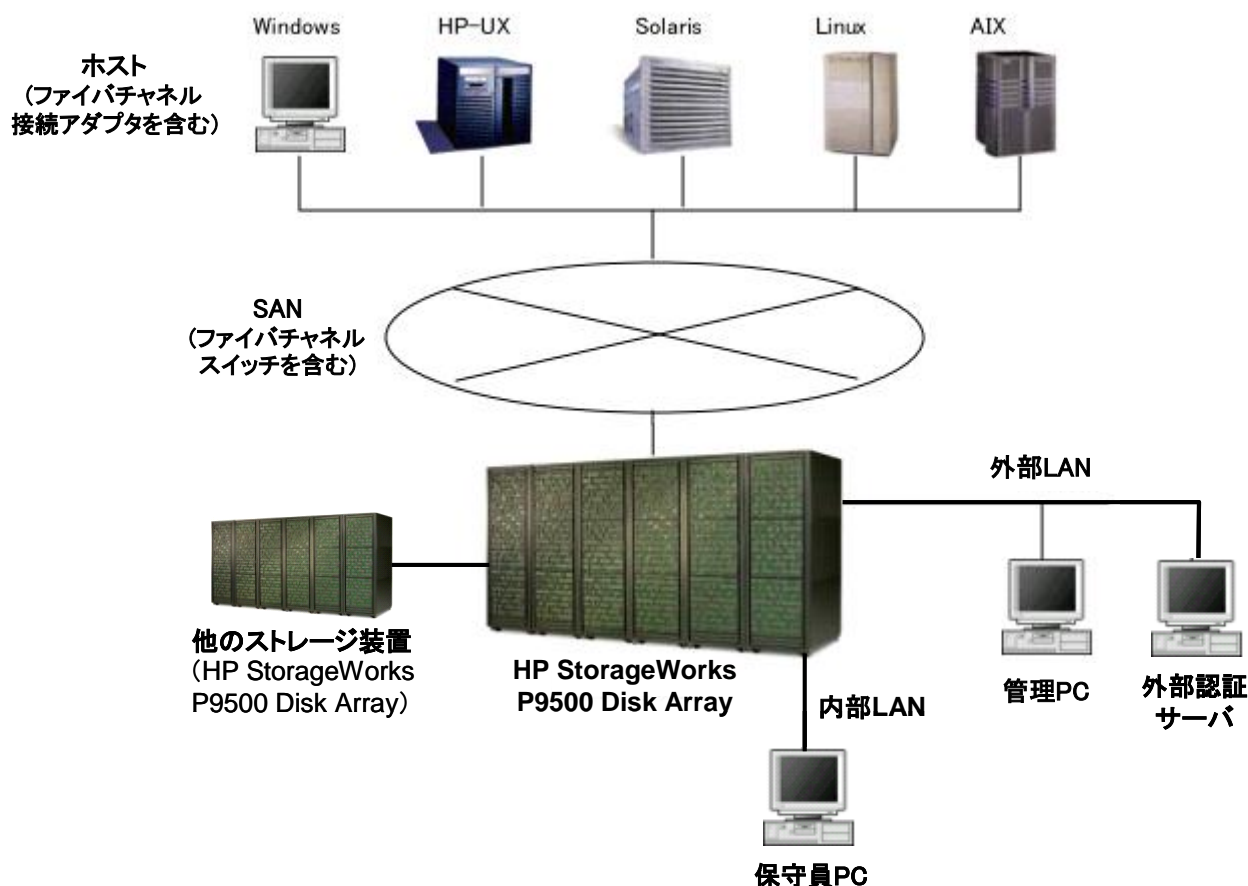 Windows
HP-UX
Solaris
Linux
AIX
ホスト
(ファイバチャネル
接続アダプタを含む)
SAN
(ファイバチャネル
スイッチを含む)
外部LAN
他のストレージ装置
(HP StorageWorks
P9500 Disk Array)
HP StorageWorks
P9500 Disk Array
内部LAN
管理PC
外部認証
サーバ
保守員PC